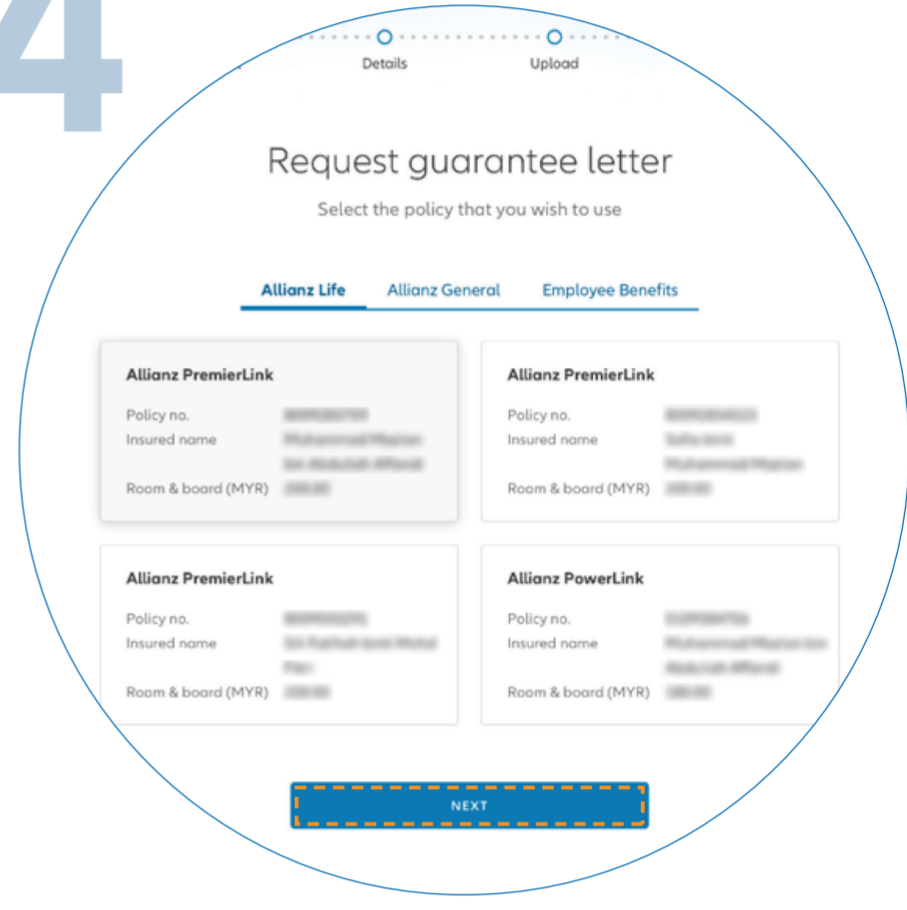 4
Details Upload
Request guarantee letter
Select the policy that you wish to use
Allianz Life Allianz General Employee Benefits
Allianz PremierLink
Policy no.
Insured name
Room & board (MYR)
Allianz PremierLink
Policy no.
Insured name
Room & board (MYR)
Allianz PremierLink
Policy no.
Insured name
Room & board (MYR)
Allianz PowerLink
Policy no.
Insured name
Room & board (MYR)
NEXT